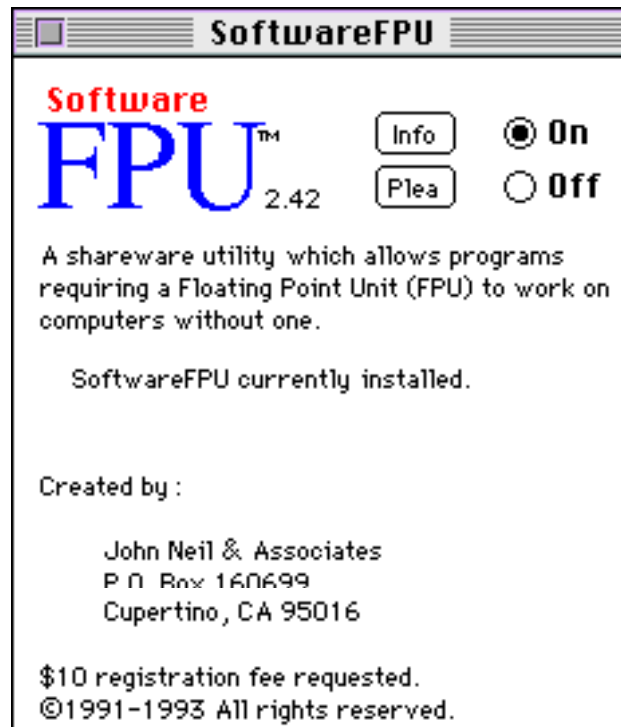 SoftwareFPU
Software
FPU™ 2.42
Info
On
Plea
Off
A shareware utility which allows programs
requiring a Floating Point Unit (FPU) to work on
computers without one.
SoftwareFPU currently installed.
Created by :
John Neil & Associates
P.O. Box 160699
Cupertino, CA 95016
$10 registration fee requested.
©1991-1993 All rights reserved.